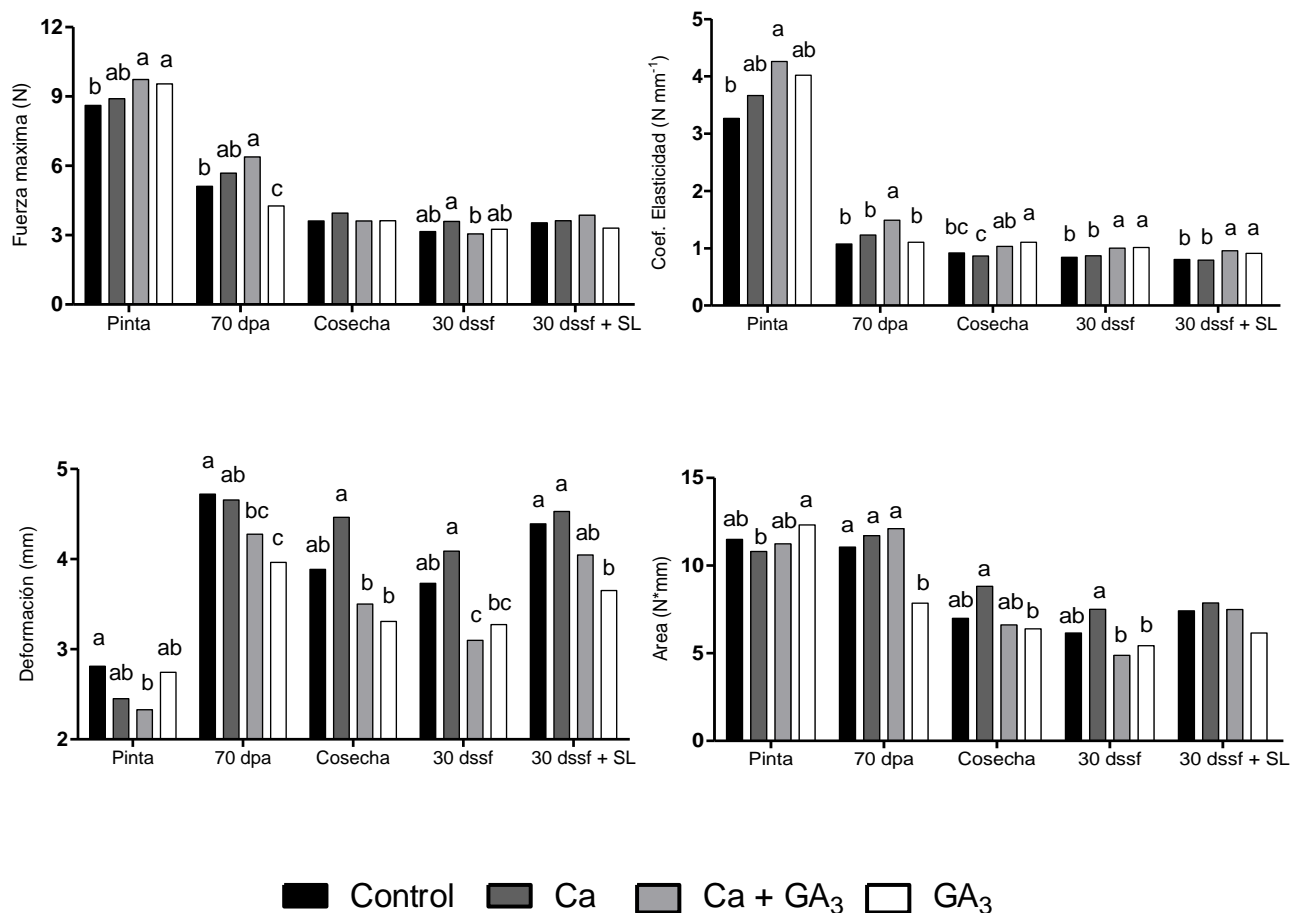 Fuerza maxima (N)
12
9
6
3
0
b ab a a
b ab a c
ab a b ab
Pinta 70 dpa Cosecha 30 dssf 30 dssf + SL
Coef. Elasticidad (N mm-1)
5
4
3
2
1
0
b ab a ab
b b a b
bc c ab a
b b a a
b b a a
Pinta 70 dpa Cosecha 30 dssf 30 dssf + SL
Deformación (mm)
5
4
3
2
a ab b ab
a ab bc c
ab a b b
ab a c bc
a a ab b
Pinta 70 dpa Cosecha 30 dssf 30 dssf + SL
Area (N*mm)
15
10
5
0
ab b ab a
a a a b
ab a ab b
ab a b b
Pinta 70 dpa Cosecha 30 dssf 30 dssf + SL
Control Ca Ca + GA3 GA3